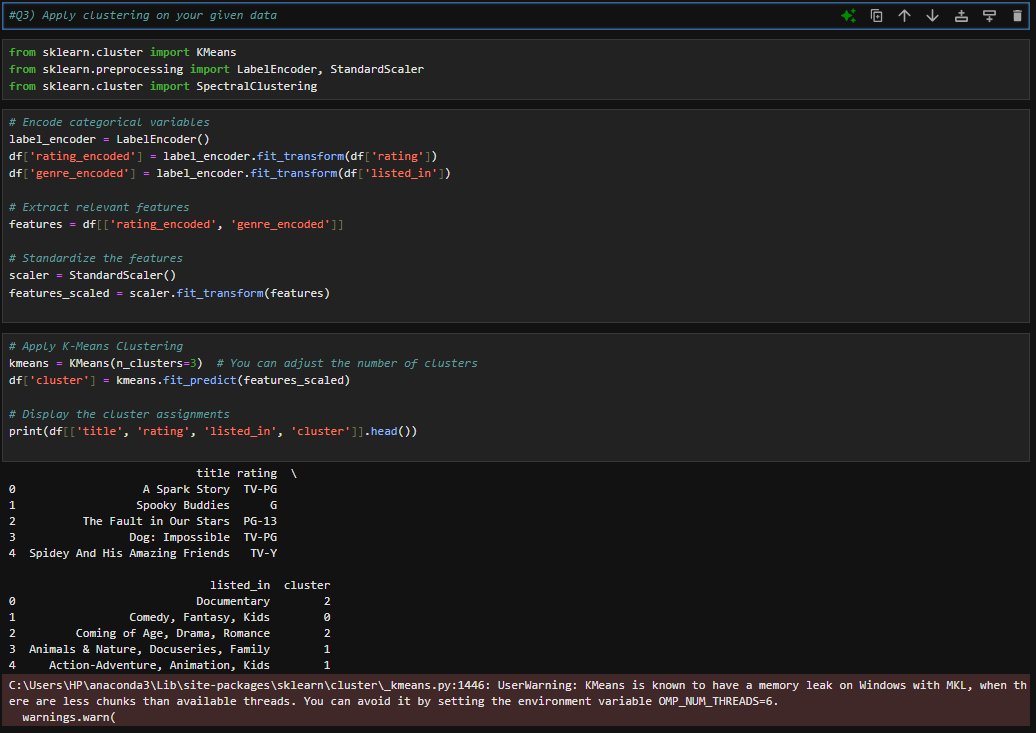 #Q3) Apply clustering on your given data
from sklearn.cluster import KMeans
from sklearn.preprocessing import LabelEncoder, StandardScaler
from sklearn.cluster import SpectralClustering
# Encode categorical variables
label_encoder = LabelEncoder()
df['rating_encoded'] = label_encoder.fit_transform(df['rating'])
df['genre_encoded'] = label_encoder.fit_transform(df['listed_in'])
# Extract relevant features
features = df[['rating_encoded', 'genre_encoded']]
# Standardize the features
scaler = StandardScaler()
features_scaled = scaler.fit_transform(features)
# Apply K-Means Clustering
kmeans = KMeans(n_clusters=3)  # You can adjust the number of clusters
df['cluster'] = kmeans.fit_predict(features_scaled)
# Display the cluster assignments
print(df[['title', 'rating', 'listed_in', 'cluster']].head())
                            title rating  \
0                   A Spark Story  TV-PG
1                   Spooky Buddies      G
2           The Fault in Our Stars  PG-13
3                  Dog: Impossible  TV-PG
4  Spidey And His Amazing Friends   TV-Y
                              listed_in  cluster
0                           Documentary        2
1                 Comedy, Fantasy, Kids        0
2         Coming of Age, Drama, Romance        2
3  Animals & Nature, Docuseries, Family        1
4     Action-Adventure, Animation, Kids        1
C:\Users\HP\anaconda3\Lib\site-packages\sklearn\cluster\_kmeans.py:1446: UserWarning: KMeans is known to have a memory leak on Windows with MKL, when th
ere are less chunks than available threads. You can avoid it by setting the environment variable OMP_NUM_THREADS=6.
  warnings.warn(